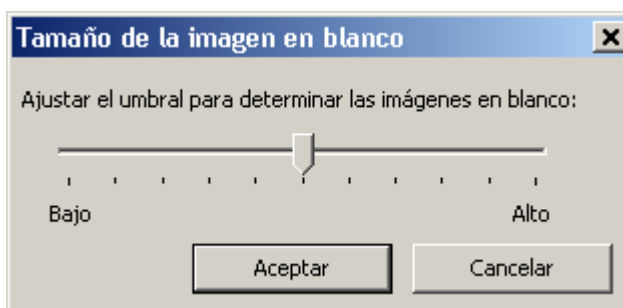 Tamaño de la imagen en blanco
Ajustar el umbral para determinar las imágenes en blanco:
Bajo Alto
Aceptar Cancelar